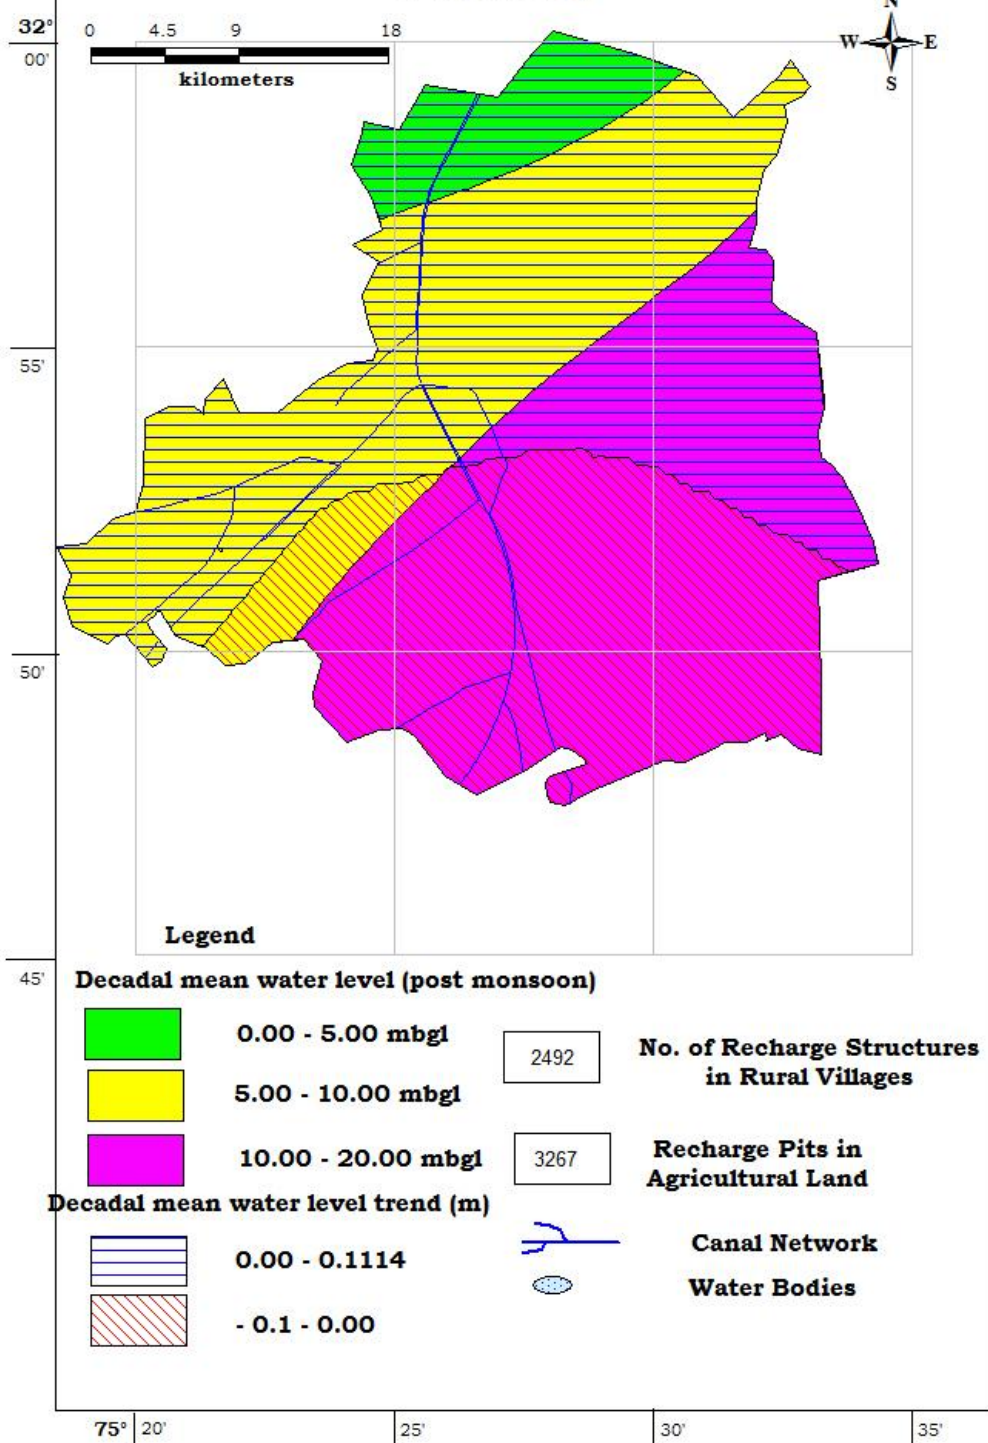 N
W E
S
32°
00'
0 4.5 9 18
kilometers
55'
50'
45'
Legend
Decadal mean water level (post monsoon)
0.00 - 5.00 mbgl
5.00 - 10.00 mbgl
10.00 - 20.00 mbgl
2492
No. of Recharge Structures
in Rural Villages
3267
Recharge Pits in
Agricultural Land
Decadal mean water level trend (m)
0.00 - 0.1114
- 0.1 - 0.00
Canal Network
Water Bodies
75° 20' 25' 30' 35'